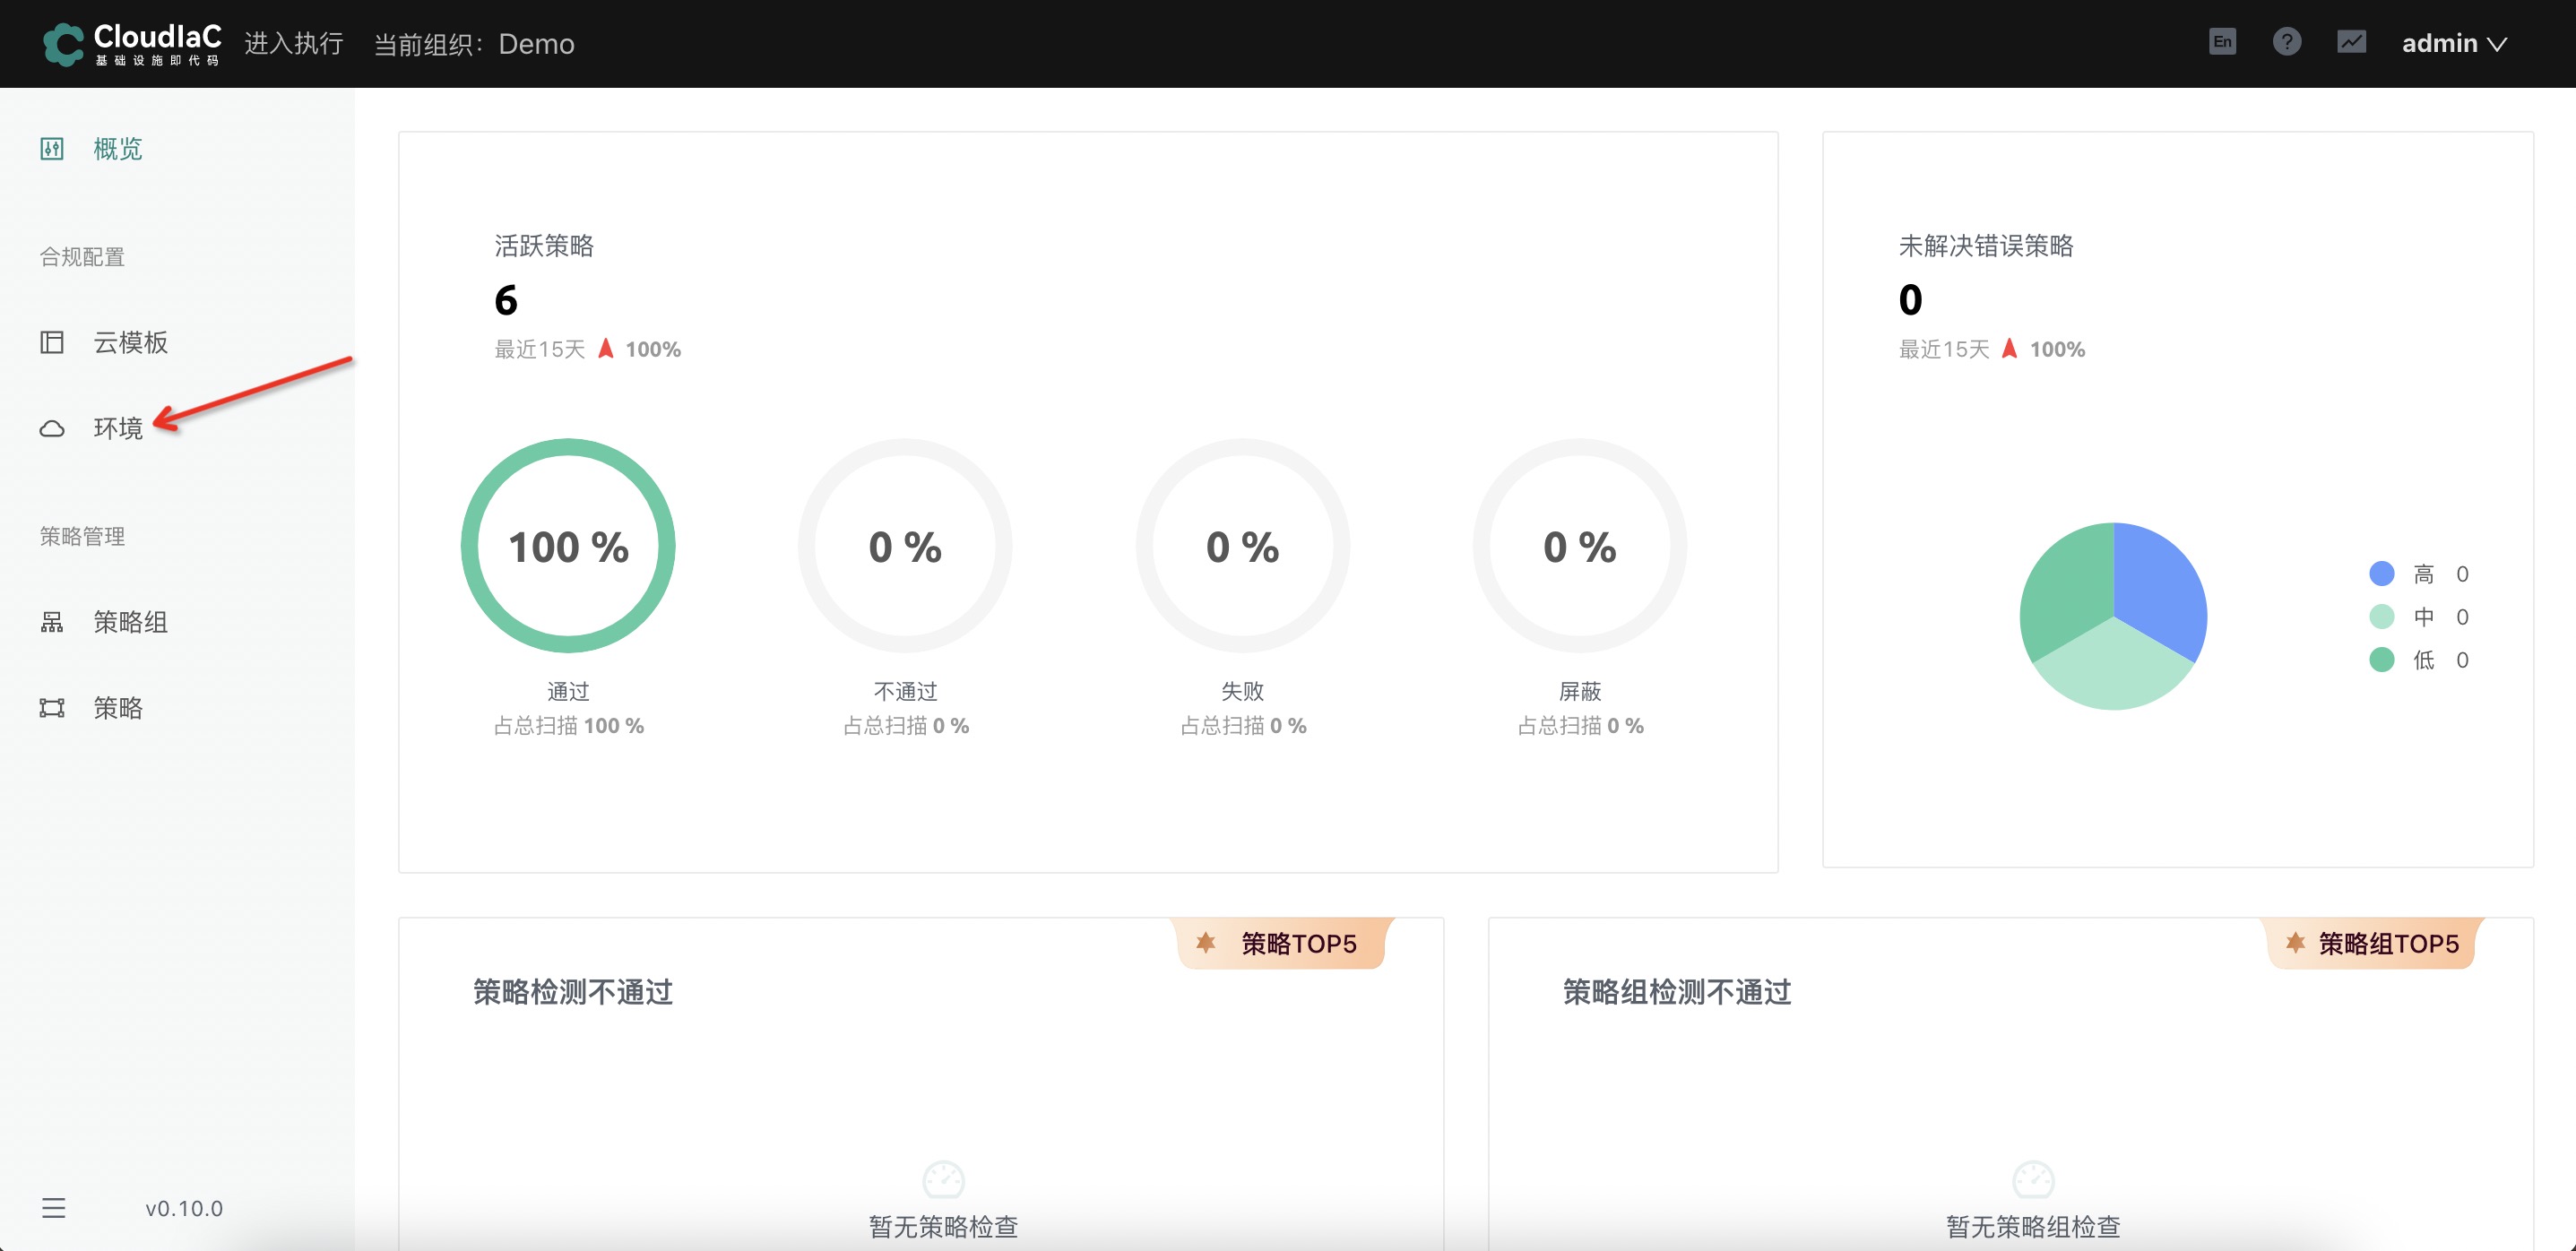 CloudIaC
基础设施即代码
进入执行
当前组织：Demo
En
?
admin
概览
合规配置
云模板
环境
策略管理
策略组
策略
v0.10.0
活跃策略
6
最近15天 100%
100 %
通过
占总扫描 100 %
0 %
不通过
占总扫描 0 %
0 %
失败
占总扫描 0 %
0 %
屏蔽
占总扫描 0 %
未解决错误策略
0
最近15天 100%
高 0
中 0
低 0
策略TOP5
策略检测不通过
暂无策略检查
策略组TOP5
策略组检测不通过
暂无策略组检查